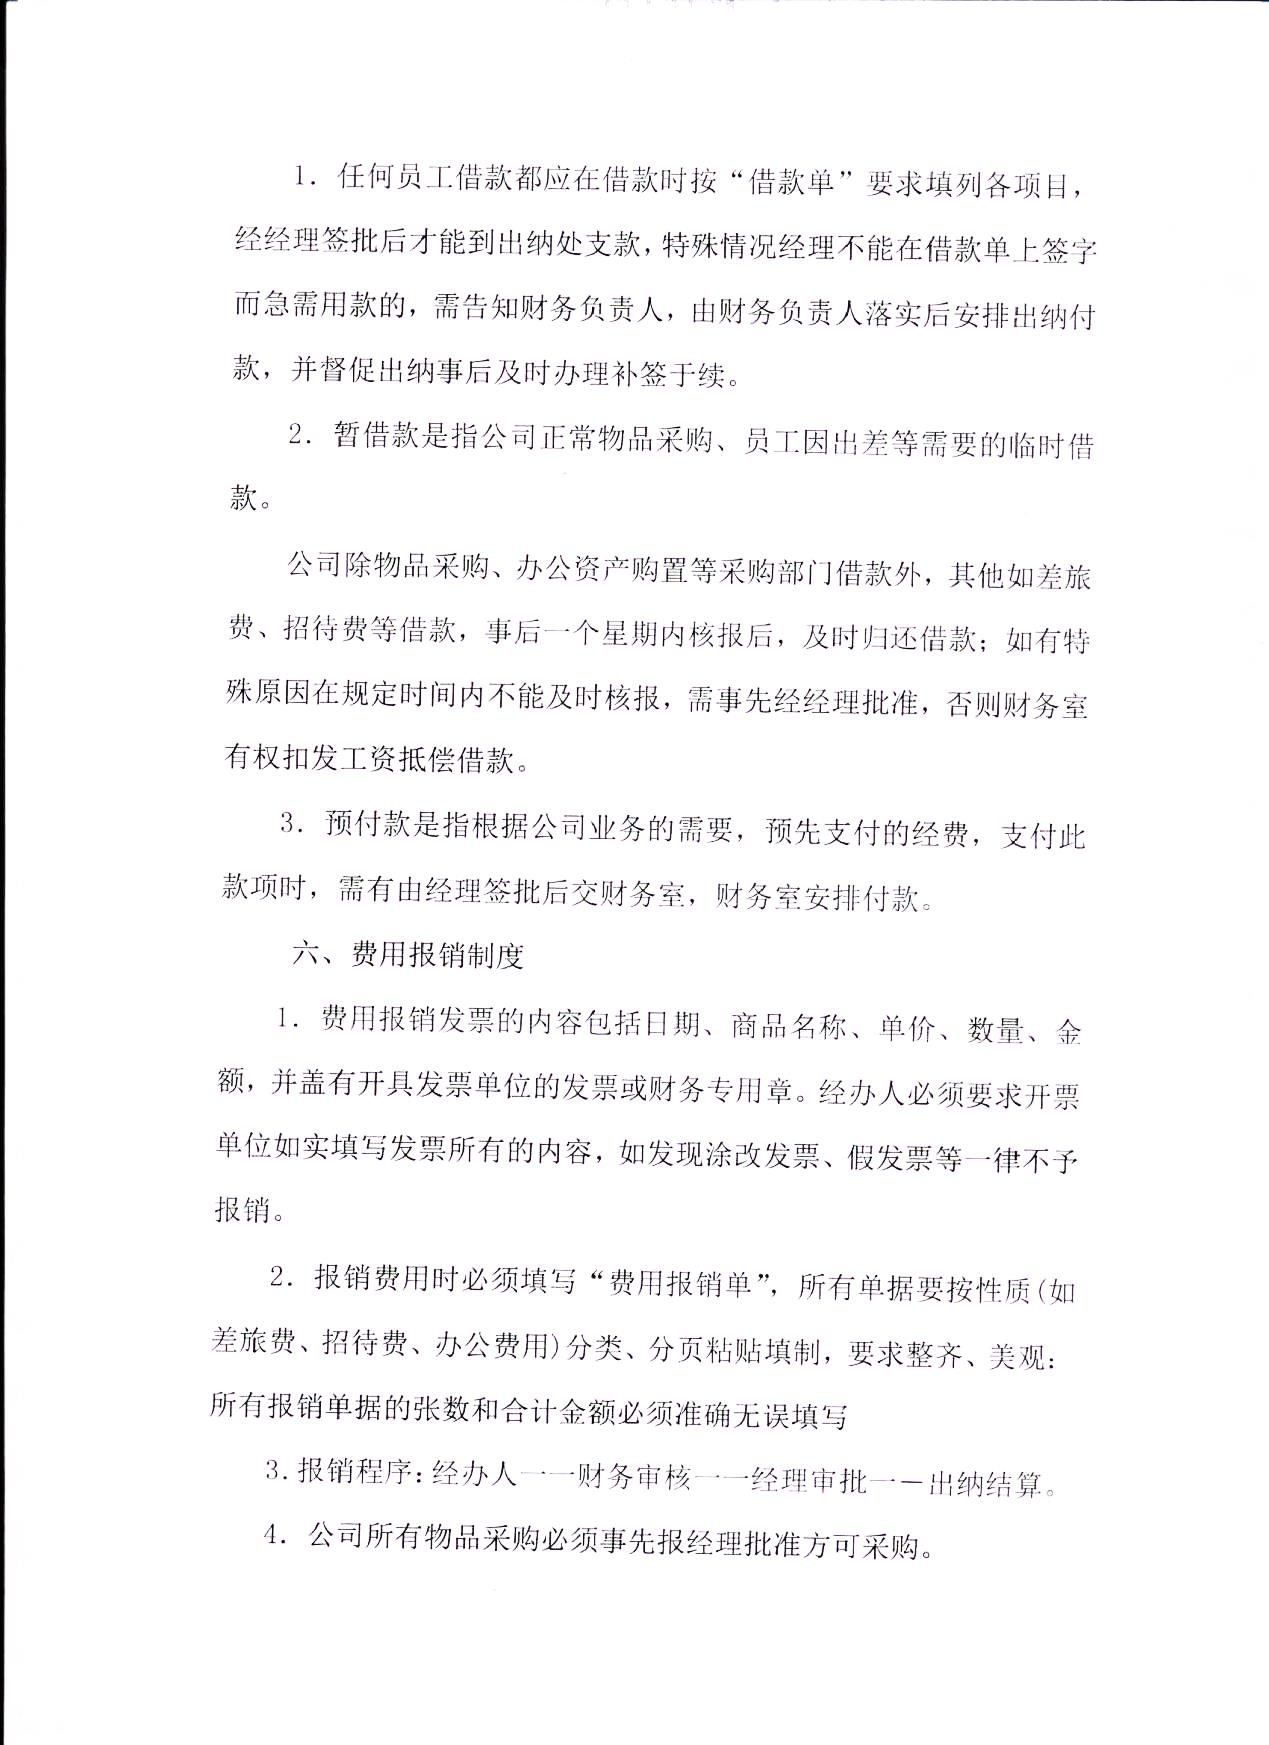 1. 任何员工借款都应在借款时按“借款单”要求填列各项目，
经经理签批后才能到出纳处支款，特殊情况经理不能在借款单上签字
而急需用款的，需告知财务负责人，由财务负责人落实后安排出纳付
款，并督促出纳事后及时办理补签于续。
2. 暂借款是指公司正常物品采购、员工因出差等需要的临时借
款。
公司除物品采购、办公资产购置等采购部门借款外，其他如差旅
费、招待费等借款，事后一个星期内核报后，及时归还借款；如有特
殊原因在规定时间内不能及时核报，需事先经经理批准，否则财务室
有权扣发工资抵偿借款。
3. 预付款是指根据公司业务的需要，预先支付的经费，支付此
款项时，需有由经理签批后交财务室，财务室安排付款。
六、费用报销制度
1. 费用报销发票的内容包括日期、商品名称、单价、数量、金
额，并盖有开具发票单位的发票或财务专用章。经办人必须要求开票
单位如实填写发票所有的内容，如发现涂改发票、假发票等一律不予
报销。
2. 报销费用时必须填写“费用报销单”，所有单据要按性质(如
差旅费、招待费、办公费用)分类、分页粘贴填制，要求整齐、美观：
所有报销单据的张数和合计金额必须准确无误填写
3.报销程序：经办人一一财务审核一一经理审批一－出纳结算。
4. 公司所有物品采购必须事先报经理批准方可采购。